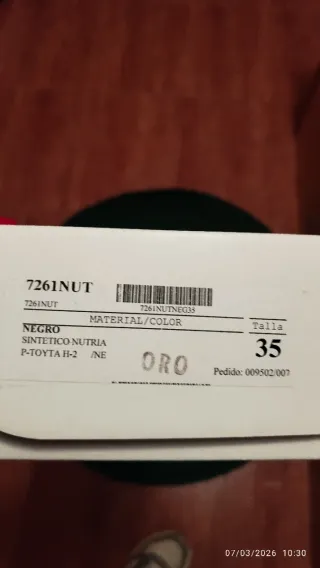 7261NUT
7261NUT
7261NUTNEG35
MATERIAL/COLOR
Talla
NEGRO
35
SINTETICO NUTRIA
P-TOYTA H-2 /NE
ORO
Pedido: 009502/007
07/03/2026 10:30